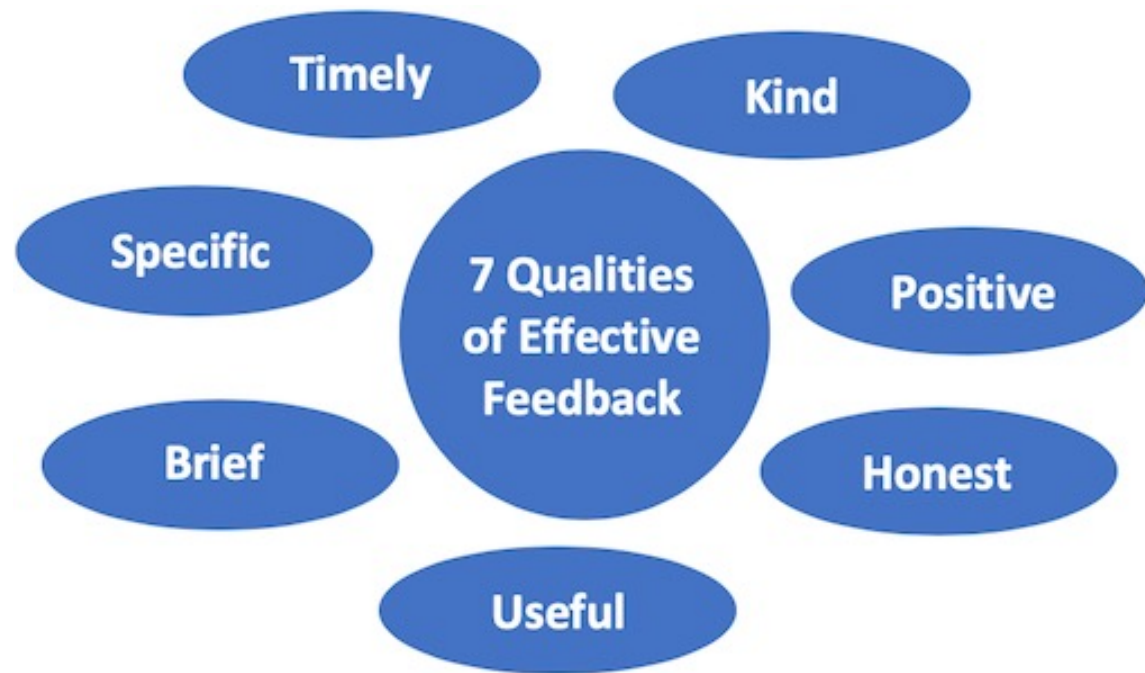 Timely
Kind
Specific
7 Qualities
of Effective
Feedback
Positive
Brief
Honest
Useful